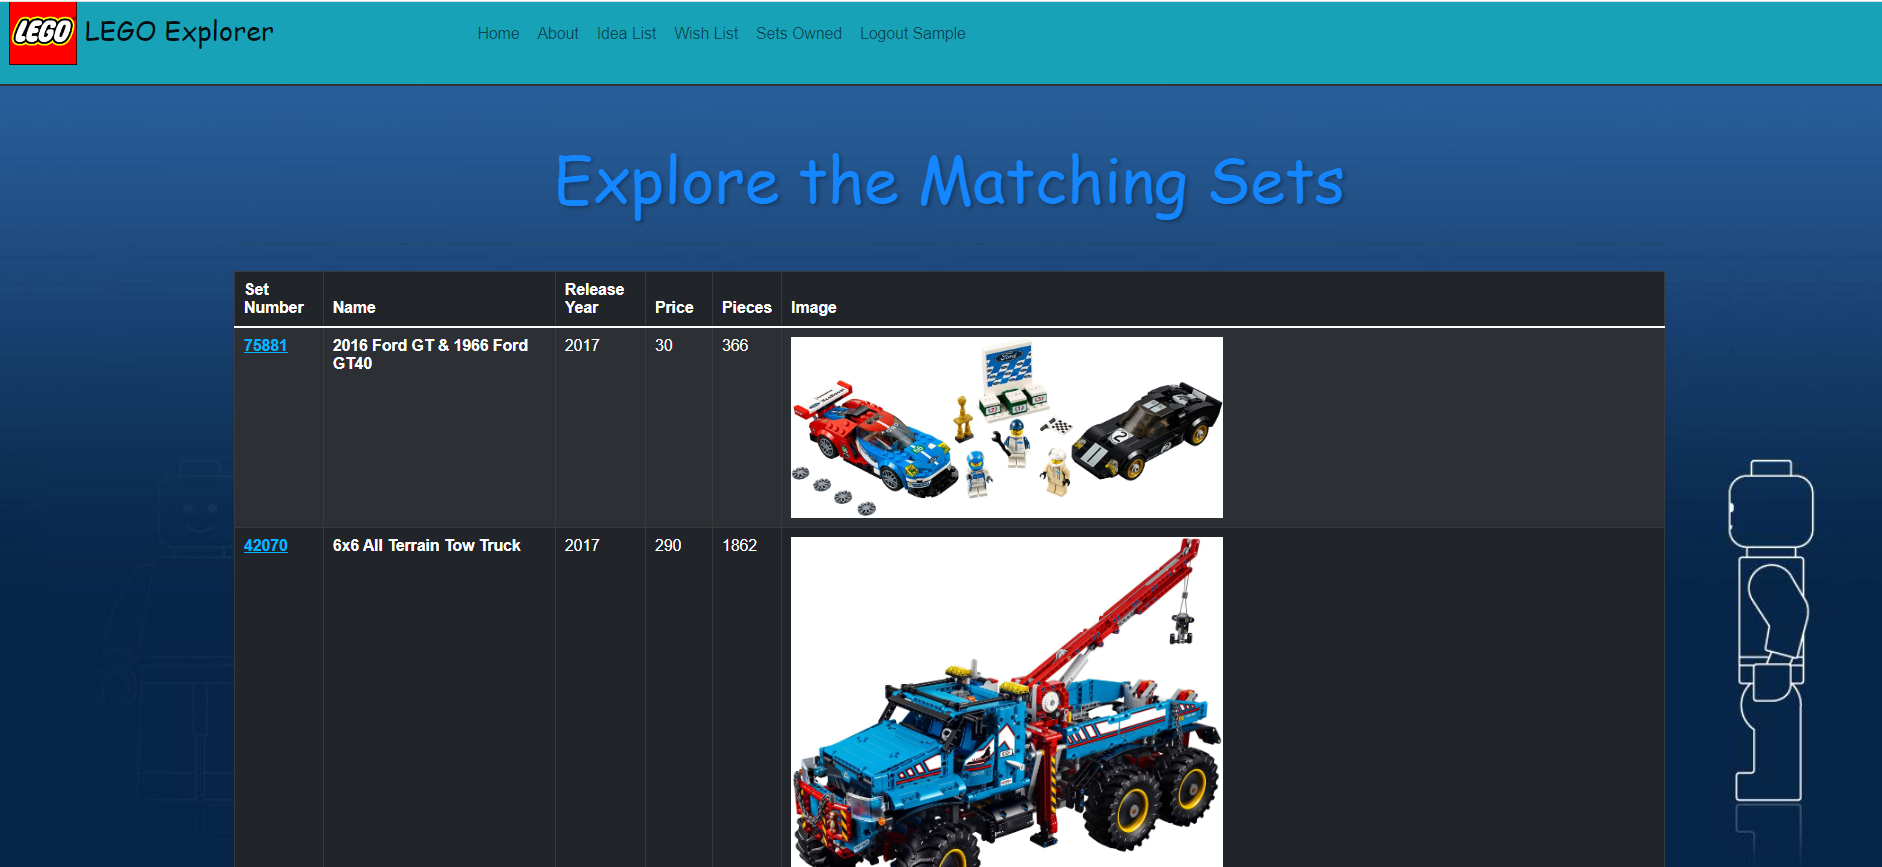 LEGO LEGO Explorer Home About Idea List Wish List Sets Owned Logout Sample
Explore the Matching Sets
Set Number Name Release Year Price Pieces Image
75881 2016 Ford GT & 1966 Ford GT40 2017 30 366
Ford
2
42070 6x6 All Terrain Tow Truck 2017 290 1862